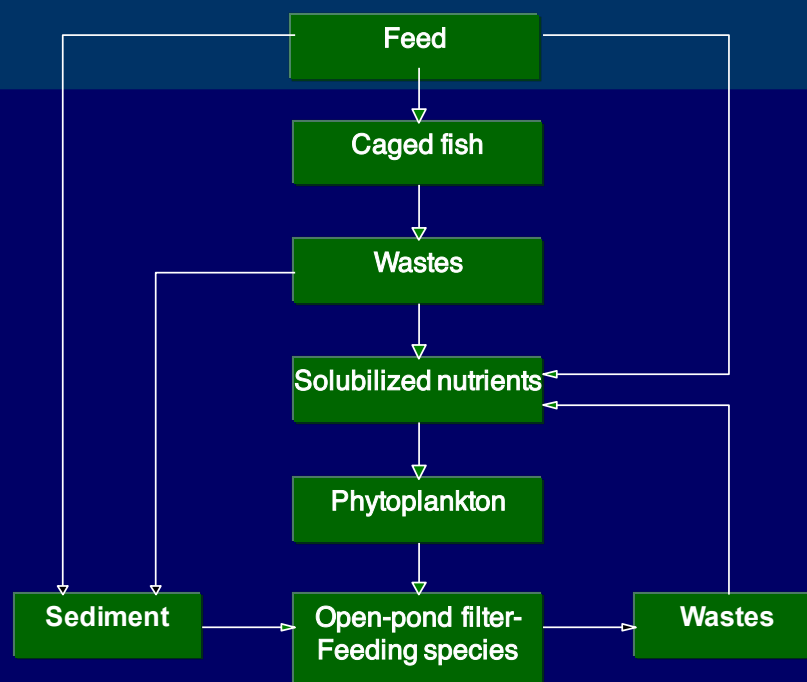 Feed
Caged fish
Wastes
Solubilized nutrients
Phytoplankton
Sediment
Open-pond filter-
Feeding species
Wastes